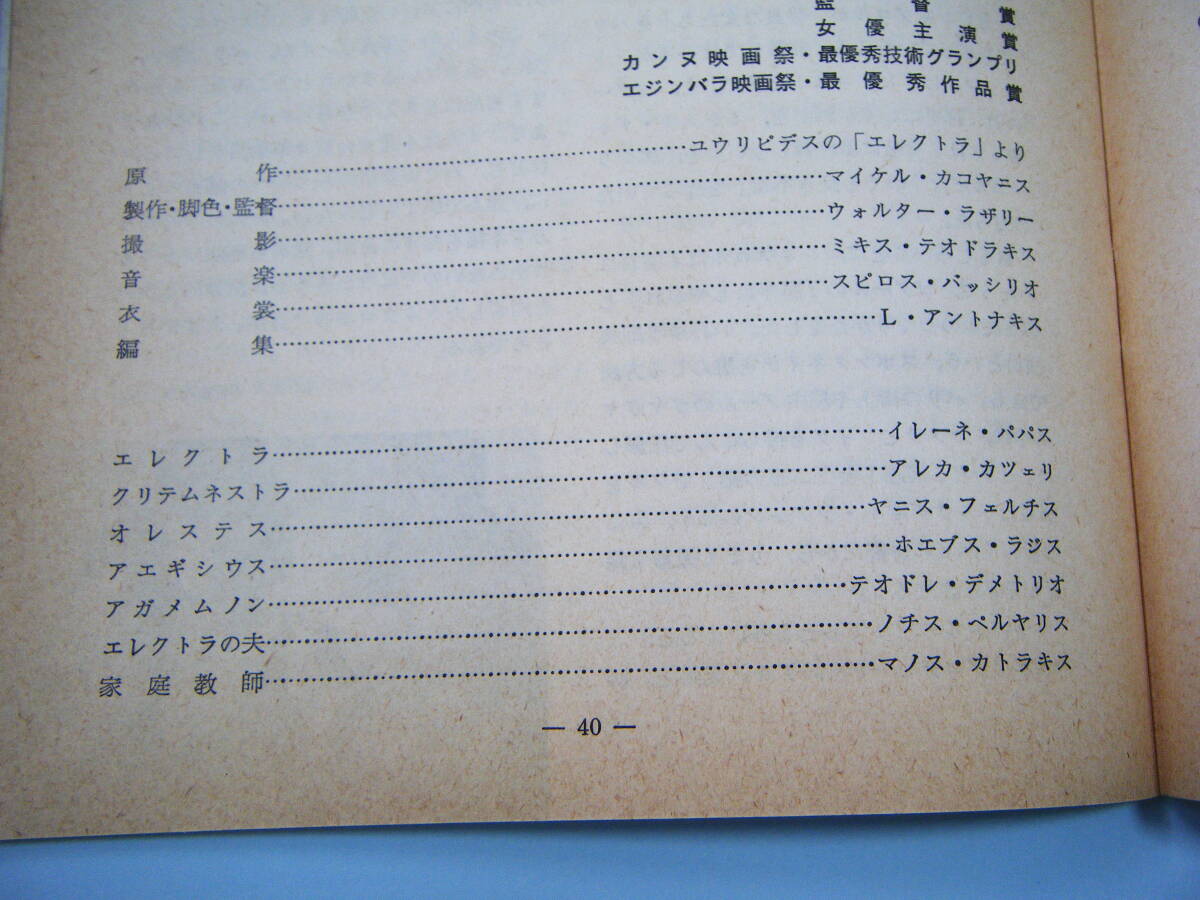 監督賞
女優主演賞
カンヌ映画祭・最優秀技術グランプリ
エジンバラ映画祭・最優秀作品賞
原作……ユウリピデスの「エレクトラ」より
製作・脚色・監督……マイケル・カコヤニス
撮影……ウォルター・ラザリー
音楽……ミキス・テオドラキス
衣裳……スピロス・バッシリオ
編集……L・アントナキス
エレクトラ……イレーネ・パパス
クリテムネストラ……アレカ・カツェリ
オレステス……ヤニス・フェルチス
アエギシウス……ホエブス・ラジス
アガメムノン……テオドレ・デメトリオ
エレクトラの夫……ノチス・ペルヤリス
家庭教師……マノス・カトラキス
― 40 ―